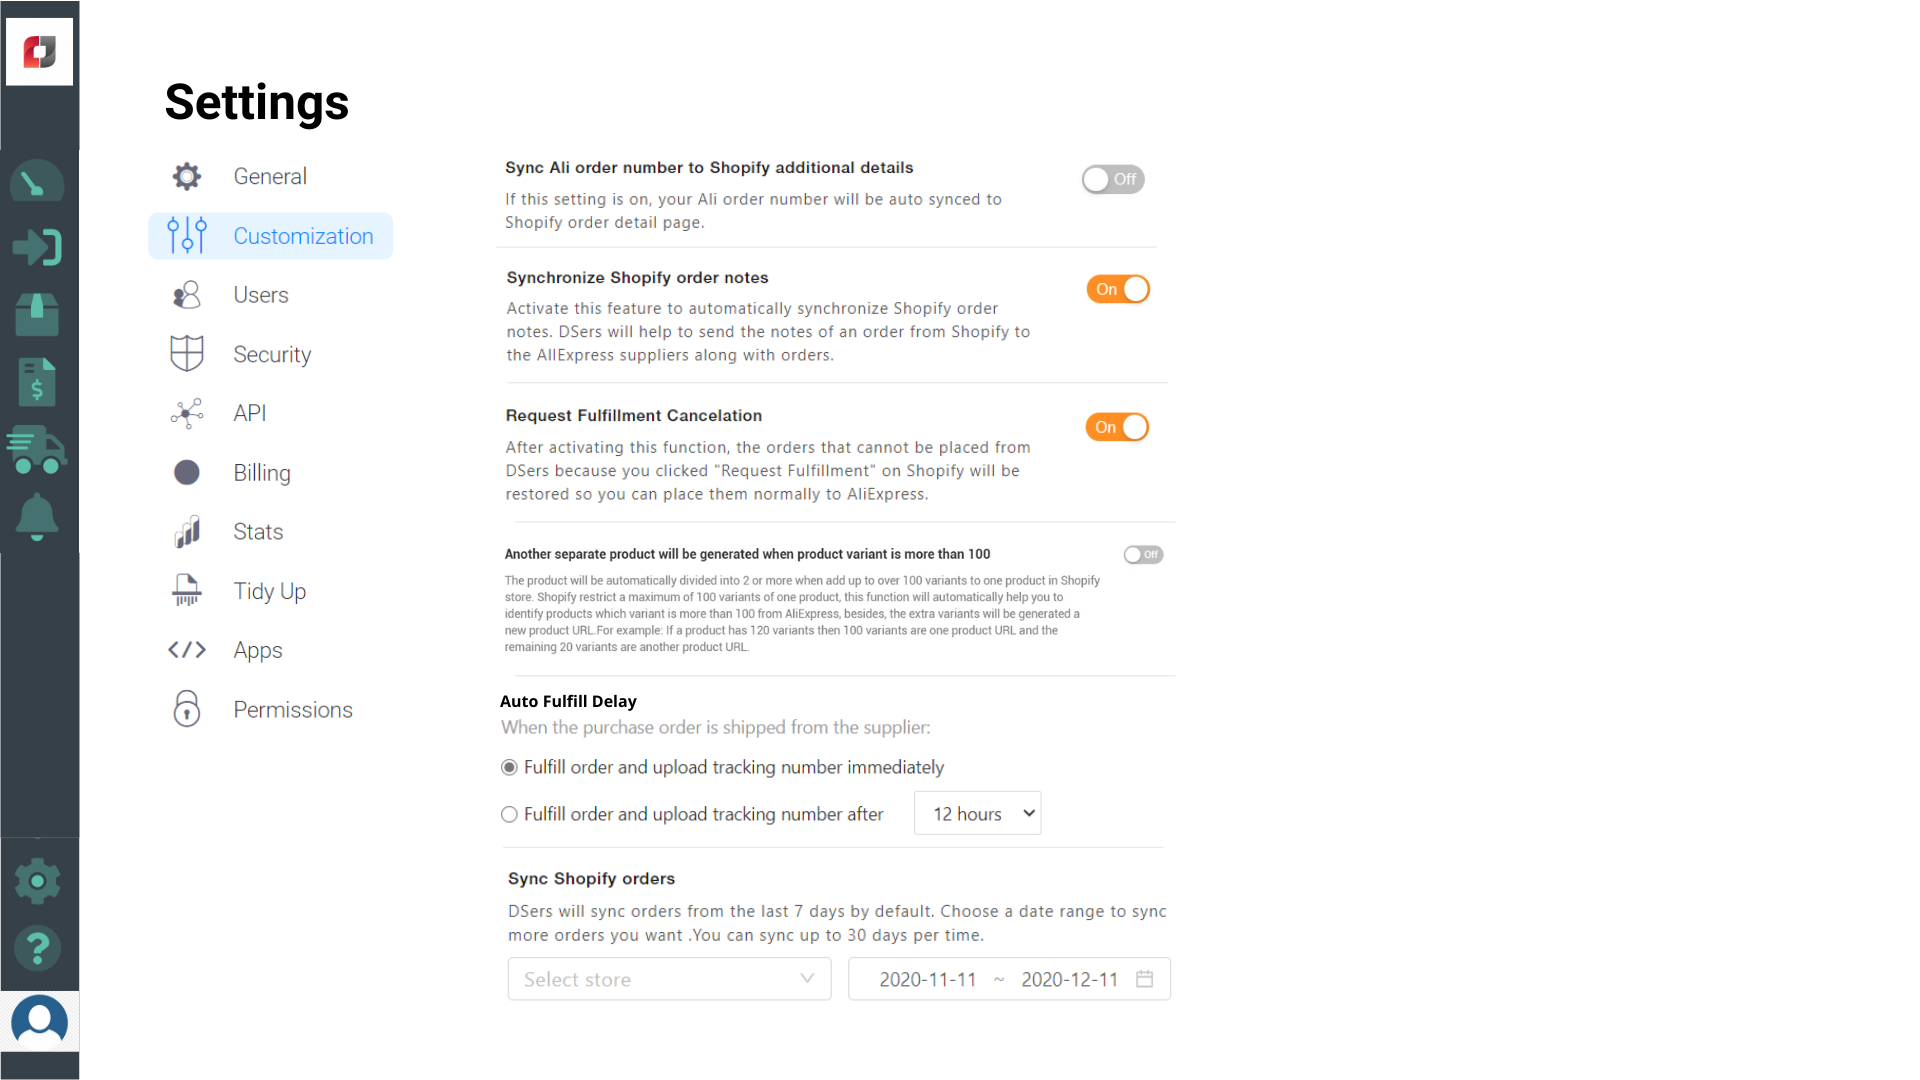 Settings
General
Customization
Users
Security
API
Billing
Stats
Tidy Up
Apps
Permissions
Sync Ali order number to Shopify additional details
Off
If this setting is on, your Ali order number will be auto synced to
Shopify order detail page.
Synchronize Shopify order notes
On
Activate this feature to automatically synchronize Shopify order
notes. DSers will help to send the notes of an order from Shopify to
the AllExpress suppliers along with orders.
Request Fulfillment Cancelation
On
After activating this function, the orders that cannot be placed from
DSers because you clicked "Request Fulfillment" on Shopify will be
restored so you can place them normally to AliExpress.
Another separate product will be generated when product variant is more than 100
Off
The product will be automatically divided into 2 or more when add up to over 100 variants to one product in Shopify
store. Shopify restrict a maximum of 100 variants of one product, this function will automatically help you to
identify products which variant is more than 100 from AliExpress, besides, the extra variants will be generated a
new product URL.For example: If a product has 120 variants then 100 variants are one product URL and the
remaining 20 variants are another product URL.
Auto Fulfill Delay
When the purchase order is shipped from the supplier:
Fulfill order and upload tracking number immediately
Fulfill order and upload tracking number after
12 hours
Sync Shopify orders
DSers will sync orders from the last 7 days by default. Choose a date range to sync
more orders you want .You can sync up to 30 days per time.
Select store
2020-11-11 ~ 2020-12-11